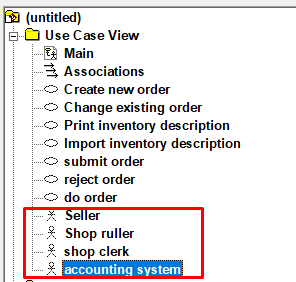 (untitled)
Use Case View
Main
Associations
Create new order
Change existing order
Print inventory description
Import inventory description
submit order
reject order
do order
Seller
Shop ruller
shop clerk
accounting system